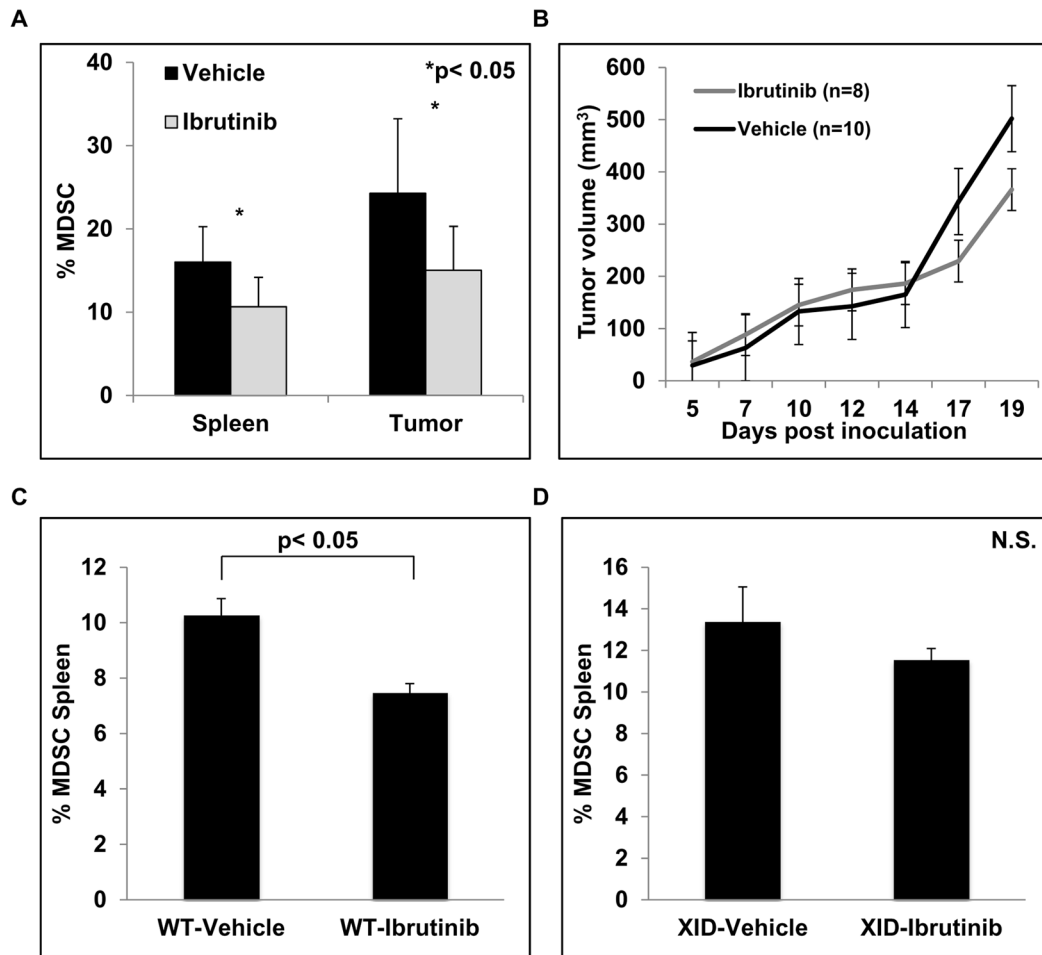 A
% MDSC
40
30
20
10
0
Vehicle
Ibrutinib
*p< 0.05
*
*
Spleen
Tumor
B
Tumor volume (mm³)
600
500
400
300
200
100
0
Ibrutinib (n=8)
Vehicle (n=10)
5 7 10 12 14 17 19
Days post inoculation
C
% MDSC Spleen
12
10
8
6
4
2
0
p< 0.05
WT-Vehicle
WT-Ibrutinib
D
% MDSC Spleen
16
14
12
10
8
6
4
2
0
N.S.
XID-Vehicle
XID-Ibrutinib